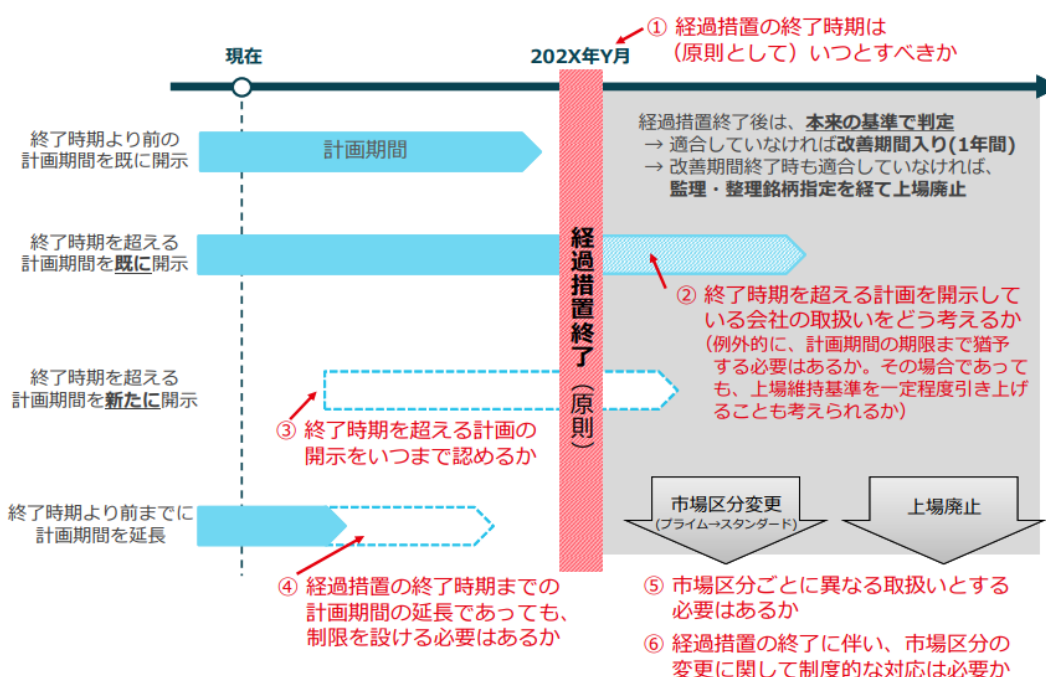 ① 経過措置の終了時期は
（原則として）いつとすべきか
現在
202X年Y月
終了時期より前の
計画期間を既に開示
計画期間
経過措置終了後は、本来の基準で判定
→ 適合していなければ改善期間入り(1年間)
→ 改善期間終了時も適合していなければ、
監理・整理銘柄指定を経て上場廃止
終了時期を超える
計画期間を既に開示
経過措置終了（原則）
② 終了時期を超える計画を開示して
いる会社の取扱いをどう考えるか
（例外的に、計画期間の期限まで猶予
する必要はあるか。その場合であって
も、上場維持基準を一定程度引き上げ
ることも考えられるか）
終了時期を超える
計画期間を新たに開示
③ 終了時期を超える計画の
開示をいつまで認めるか
市場区分変更
(プライム→スタンダード)
上場廃止
終了時期より前までに
計画期間を延長
④ 経過措置の終了時期までの
計画期間の延長であっても、
制限を設ける必要はあるか
⑤ 市場区分ごとに異なる取扱いとする
必要はあるか
⑥ 経過措置の終了に伴い、市場区分の
変更に関して制度的な対応は必要か